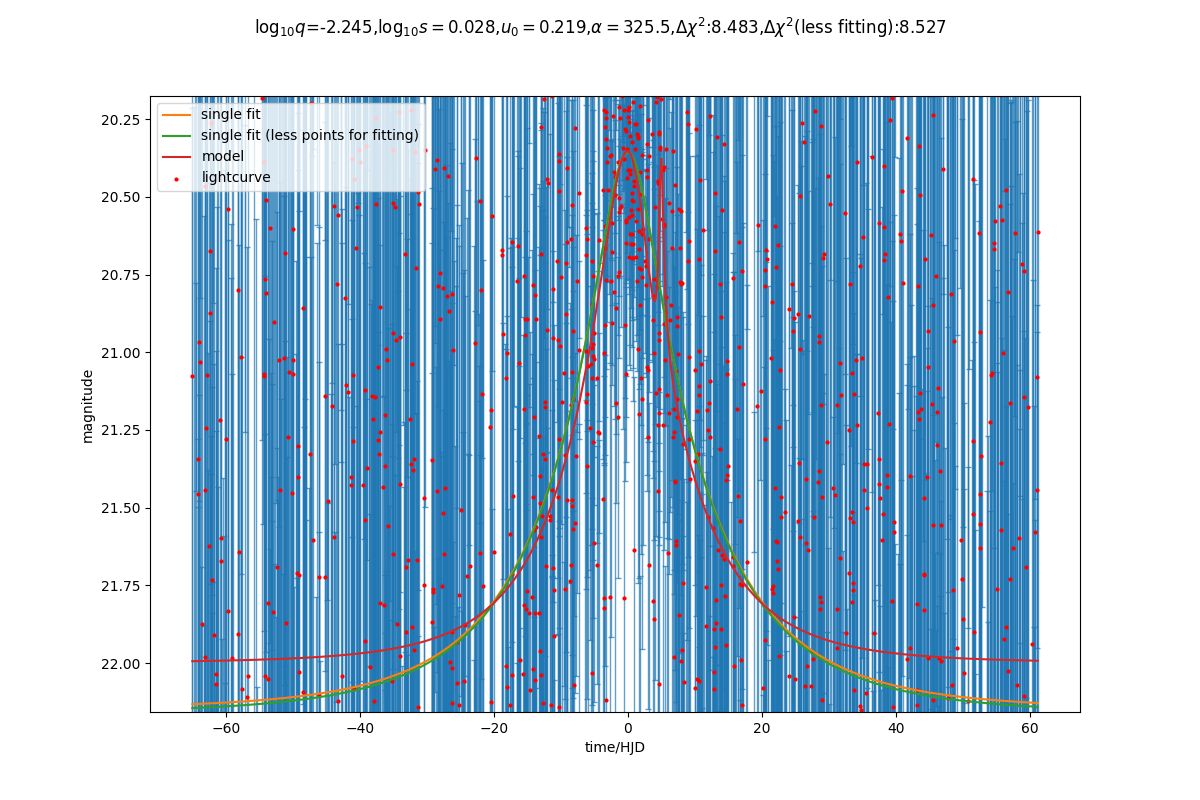 log₁₀q=-2.245,log₁₀s = 0.028,u₀ = 0.219,α = 325.5,Δχ²:8.483,Δχ²(less fitting):8.527
single fit
single fit (less points for fitting)
model
lightcurve
magnitude
20.25
20.50
20.75
21.00
21.25
21.50
21.75
22.00
−60
−40
−20
0
20
40
60
time/HJD